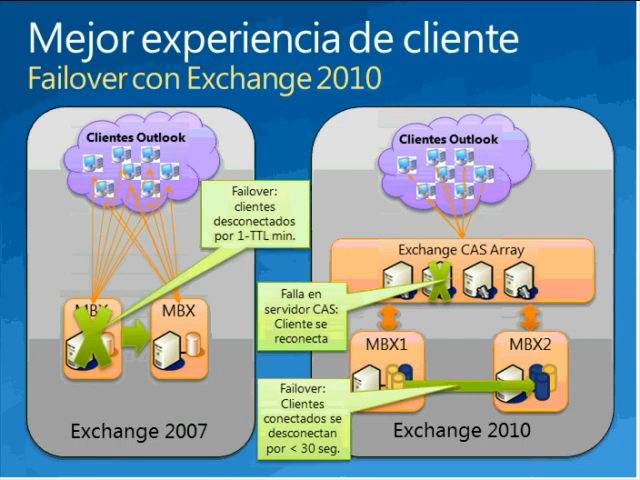 Mejor experiencia de cliente
Failover con Exchange 2010
Clientes Outlook
Failover:
clientes
desconectados
por 1-TTL min.
MBX
MBX
Exchange 2007
Clientes Outlook
Exchange CAS Array
Falla en
servidor CAS:
Cliente se
reconecta
MBX1
MBX2
Failover:
Clientes
conectados se
desconectan
por < 30 seg.
Exchange 2010